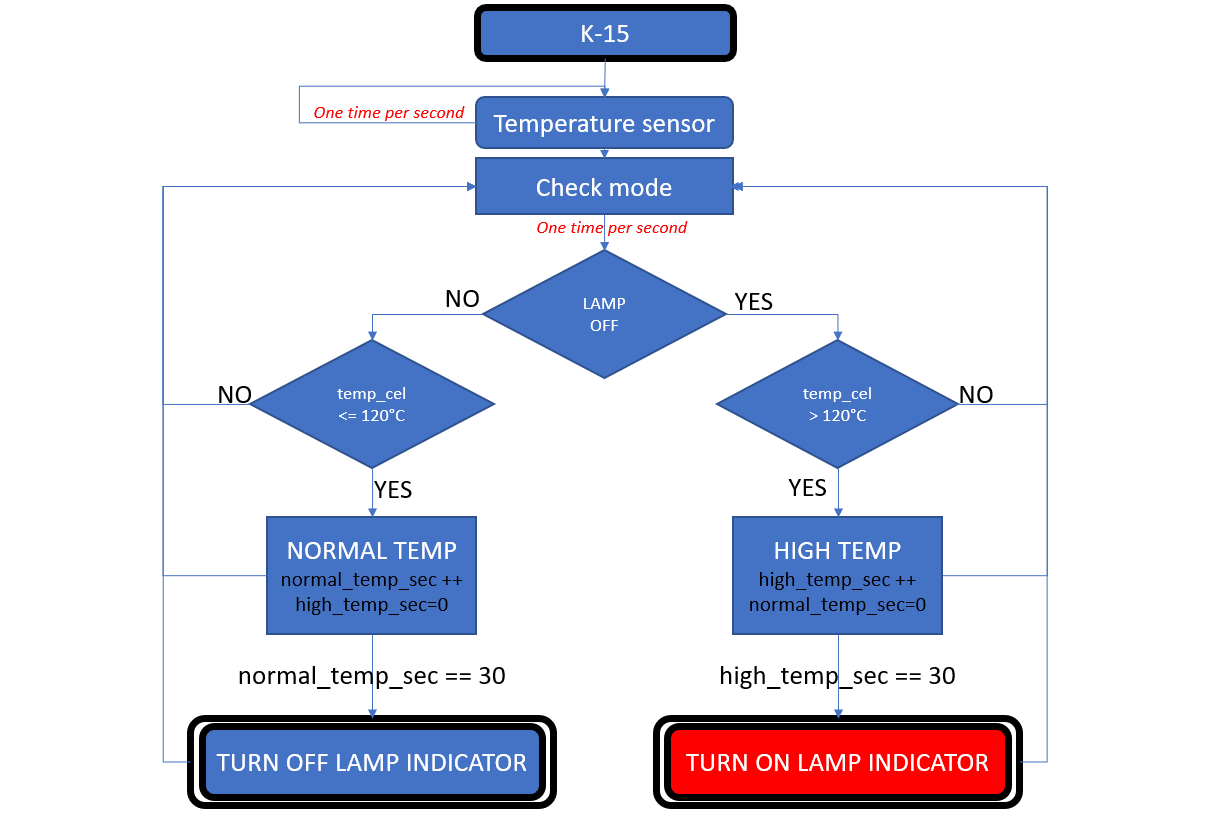 K-15
One time per second
Temperature sensor
Check mode
One time per second
NO
LAMP
OFF
YES
NO
temp_cel
<= 120°C
temp_cel
> 120°C
NO
YES
YES
NORMAL TEMP
normal_temp_sec ++
high_temp_sec=0
HIGH TEMP
high_temp_sec ++
normal_temp_sec=0
normal_temp_sec == 30
high_temp_sec == 30
TURN OFF LAMP INDICATOR
TURN ON LAMP INDICATOR